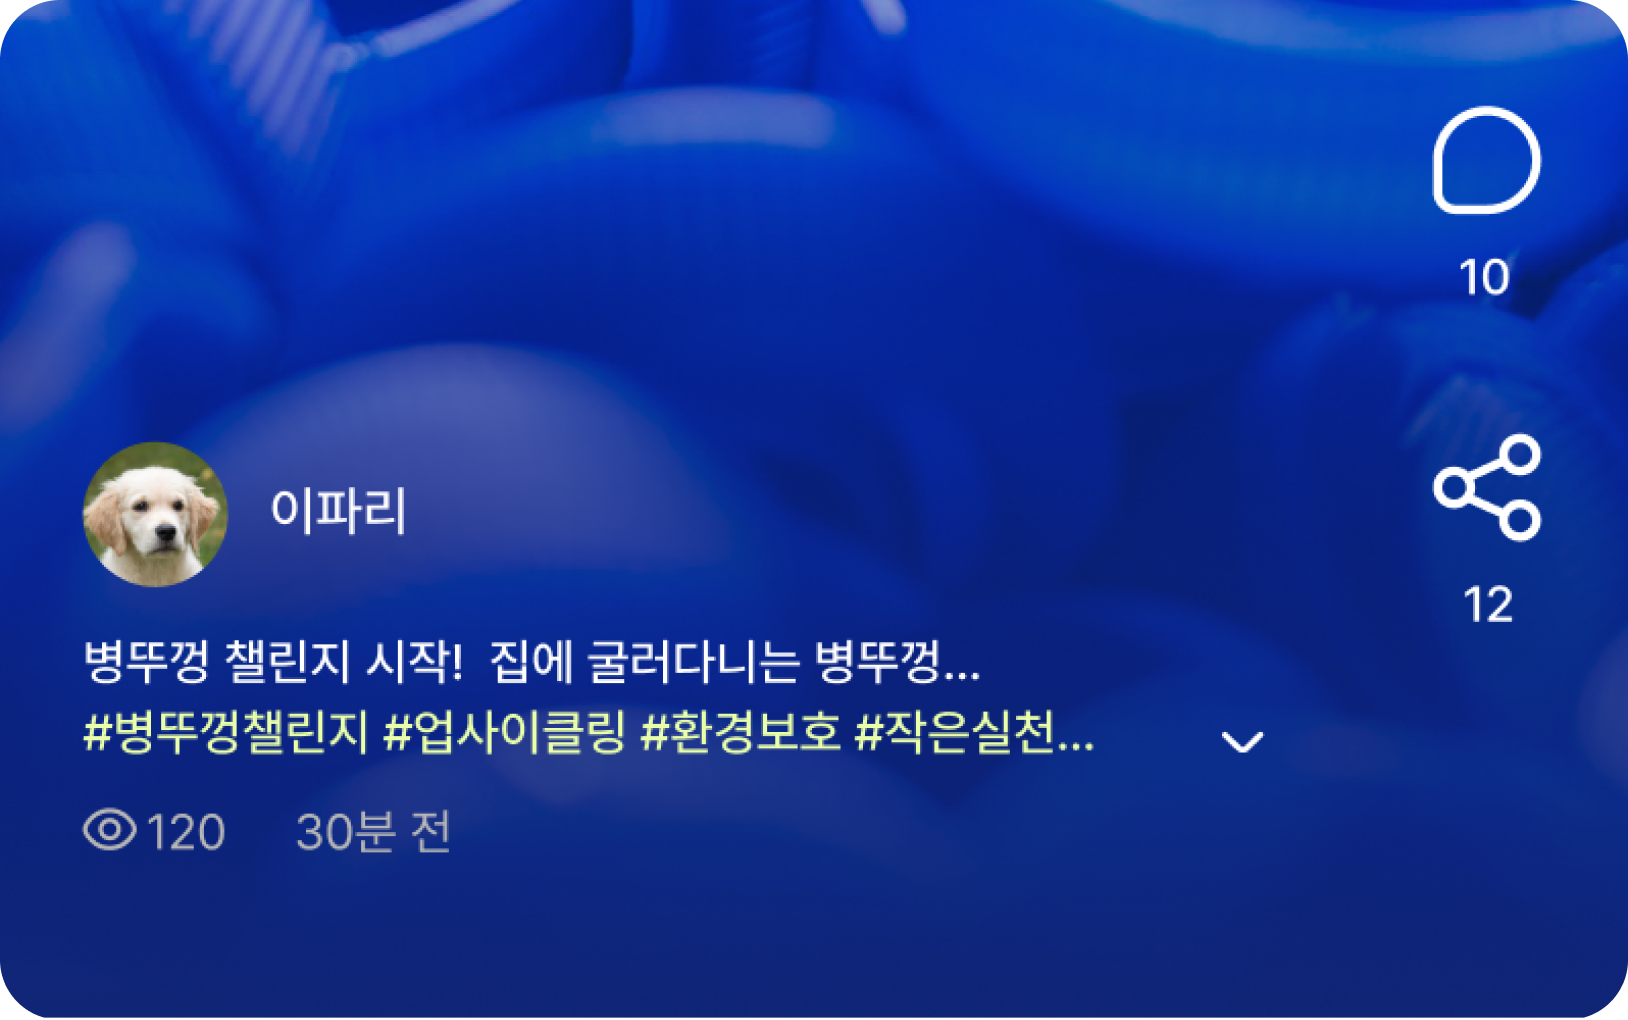 10
12
이파리
병뚜껑 챌린지 시작!  집에 굴러다니는 병뚜껑...
#병뚜껑챌린지 #업사이클링 #환경보호 #작은실천...
120 30분 전